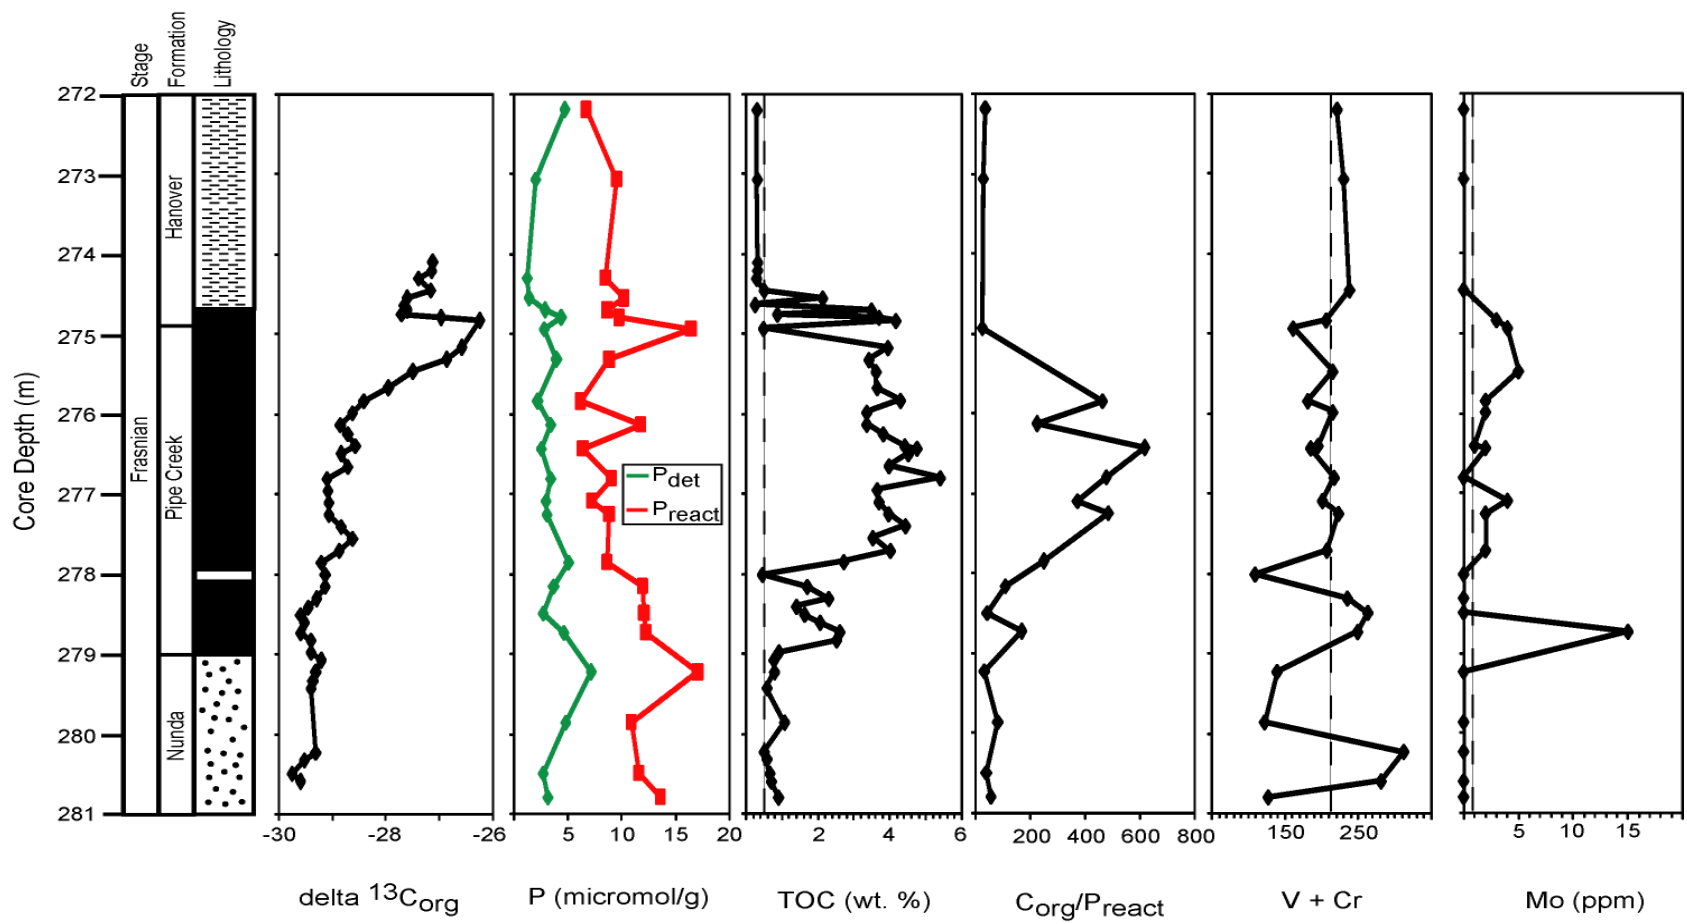 Stage
Formation
Lithology
272
273
274
275
276
277
278
279
280
281
Core Depth (m)
Frasnian
Hanover
Pipe Creek
Nunda
Pdet
Preact
-30 -28 -26
5 10 15 20
2 4 6
200 400 600 800
150 250
5 10 15
delta 13Corg
P (micromol/g)
TOC (wt. %)
Corg/Preact
V + Cr
Mo (ppm)